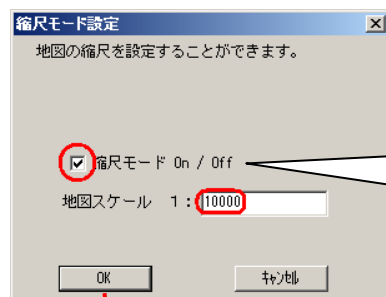 縮尺モード設定
地図の縮尺を設定することができます。
縮尺モード On / Off
地図スケール 1:10000
OK
キャンセル